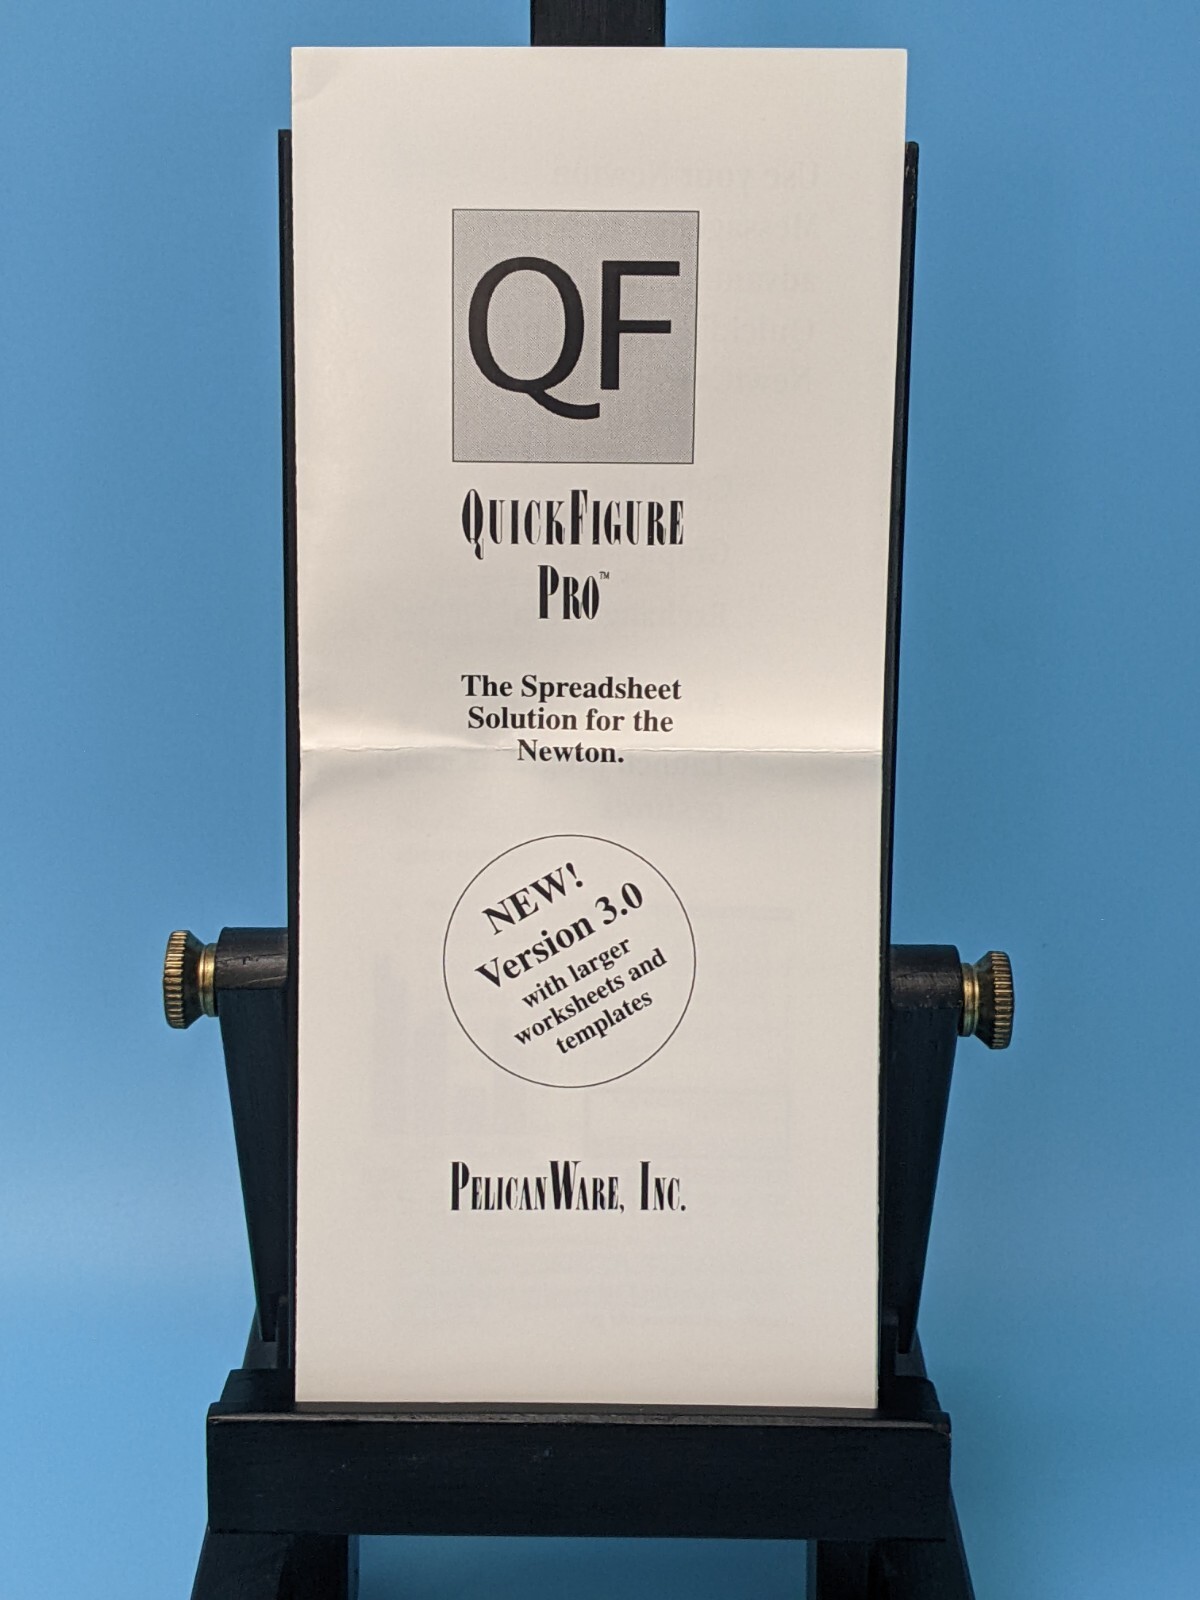 QF
QUICKFIGURE
PRO™
The Spreadsheet
Solution for the
Newton.
NEW!
Version 3.0
with larger
worksheets and
templates
PELICANWARE, INC.